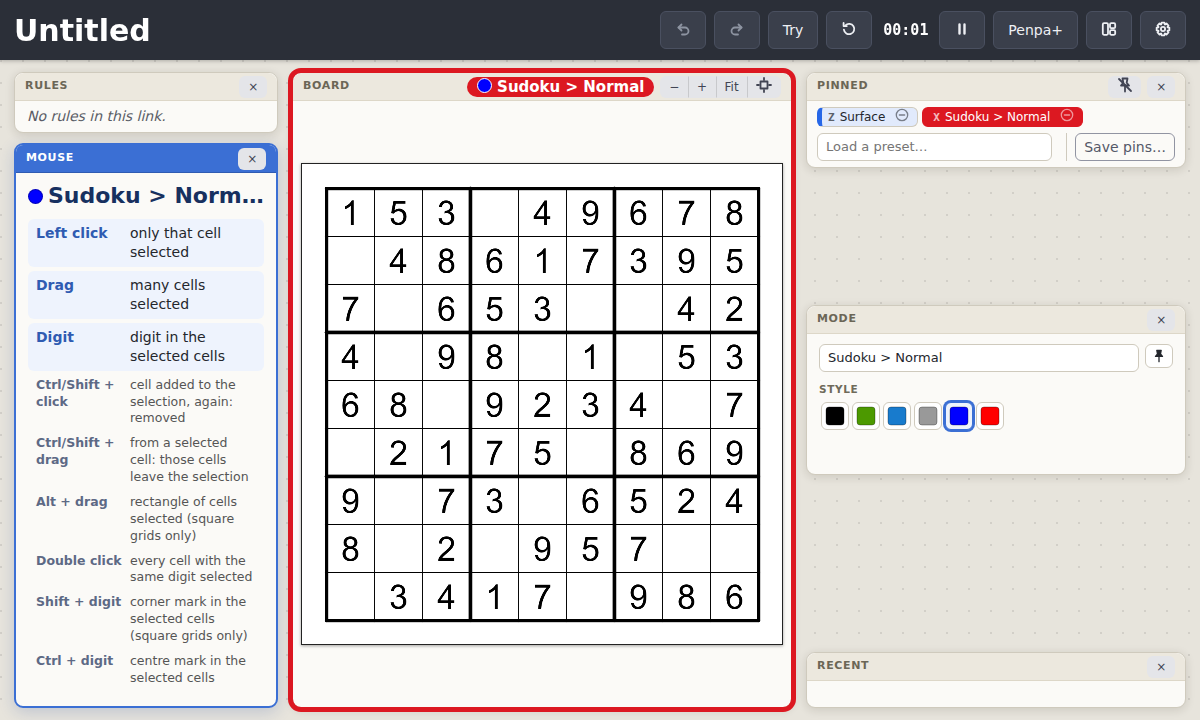 Untitled
Try
00:01
Penpa+
RULES
×
No rules in this link.
MOUSE
×
Sudoku > Norm…
Left click only that cell selected
Drag many cells selected
Digit digit in the selected cells
Ctrl/Shift + click cell added to the selection, again: removed
Ctrl/Shift + drag from a selected cell: those cells leave the selection
Alt + drag rectangle of cells selected (square grids only)
Double click every cell with the same digit selected
Shift + digit corner mark in the selected cells (square grids only)
Ctrl + digit centre mark in the selected cells
BOARD
Sudoku > Normal
− + Fit
1 5 3 4 9 6 7 8
4 8 6 1 7 3 9 5
7 6 5 3 4 2
4 9 8 1 5 3
6 8 9 2 3 4 7
2 1 7 5 8 6 9
9 7 3 6 5 2 4
8 2 9 5 7
3 4 1 7 9 8 6
PINNED
×
Z Surface
X Sudoku > Normal
Load a preset…
Save pins…
MODE
×
Sudoku > Normal
STYLE
RECENT
×